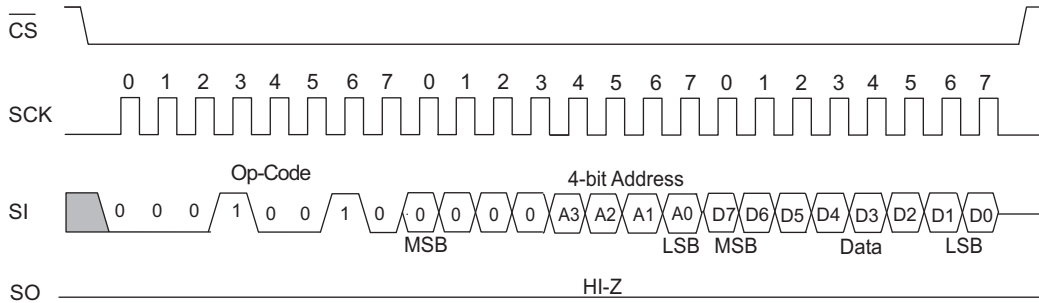 CS
0 1 2 3 4 5 6 7 0 1 2 3 4 5 6 7 0 1 2 3 4 5 6 7
SCK
Op-Code 4-bit Address
SI 0 0 0 1 0 0 1 0 0 0 0 0 A3 A2 A1 A0 D7 D6 D5 D4 D3 D2 D1 D0
MSB LSB MSB Data LSB
HI-Z
SO